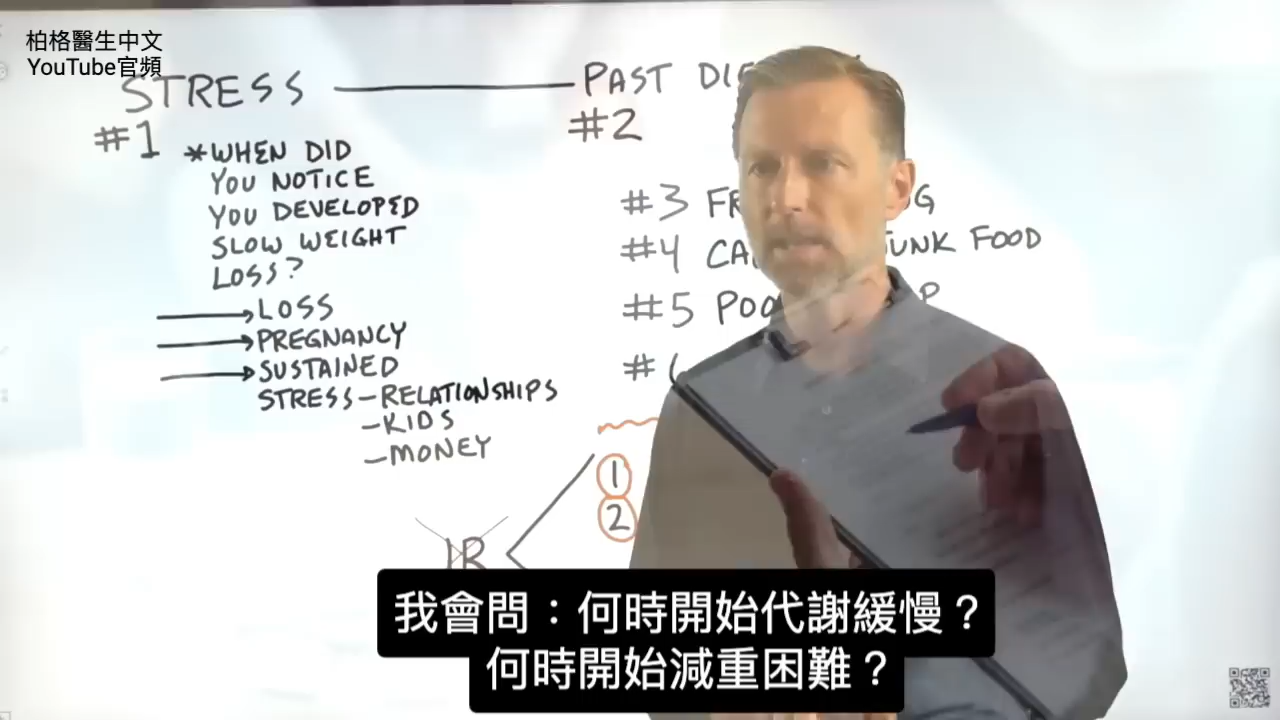 柏格醫生中文
YouTube官頻
STRESS
PAST
#1
#2
*WHEN DID
YOU NOTICE
YOU DEVELOPED
SLOW WEIGHT
LOSS?
→LOSS
→PREGNANCY
→SUSTAINED
STRESS-RELATIONSHIPS
-KIDS
-MONEY
#3
#4 JUNK FOOD
#5
#
1
2
IR
我會問：何時開始代謝緩慢？
何時開始減重困難？